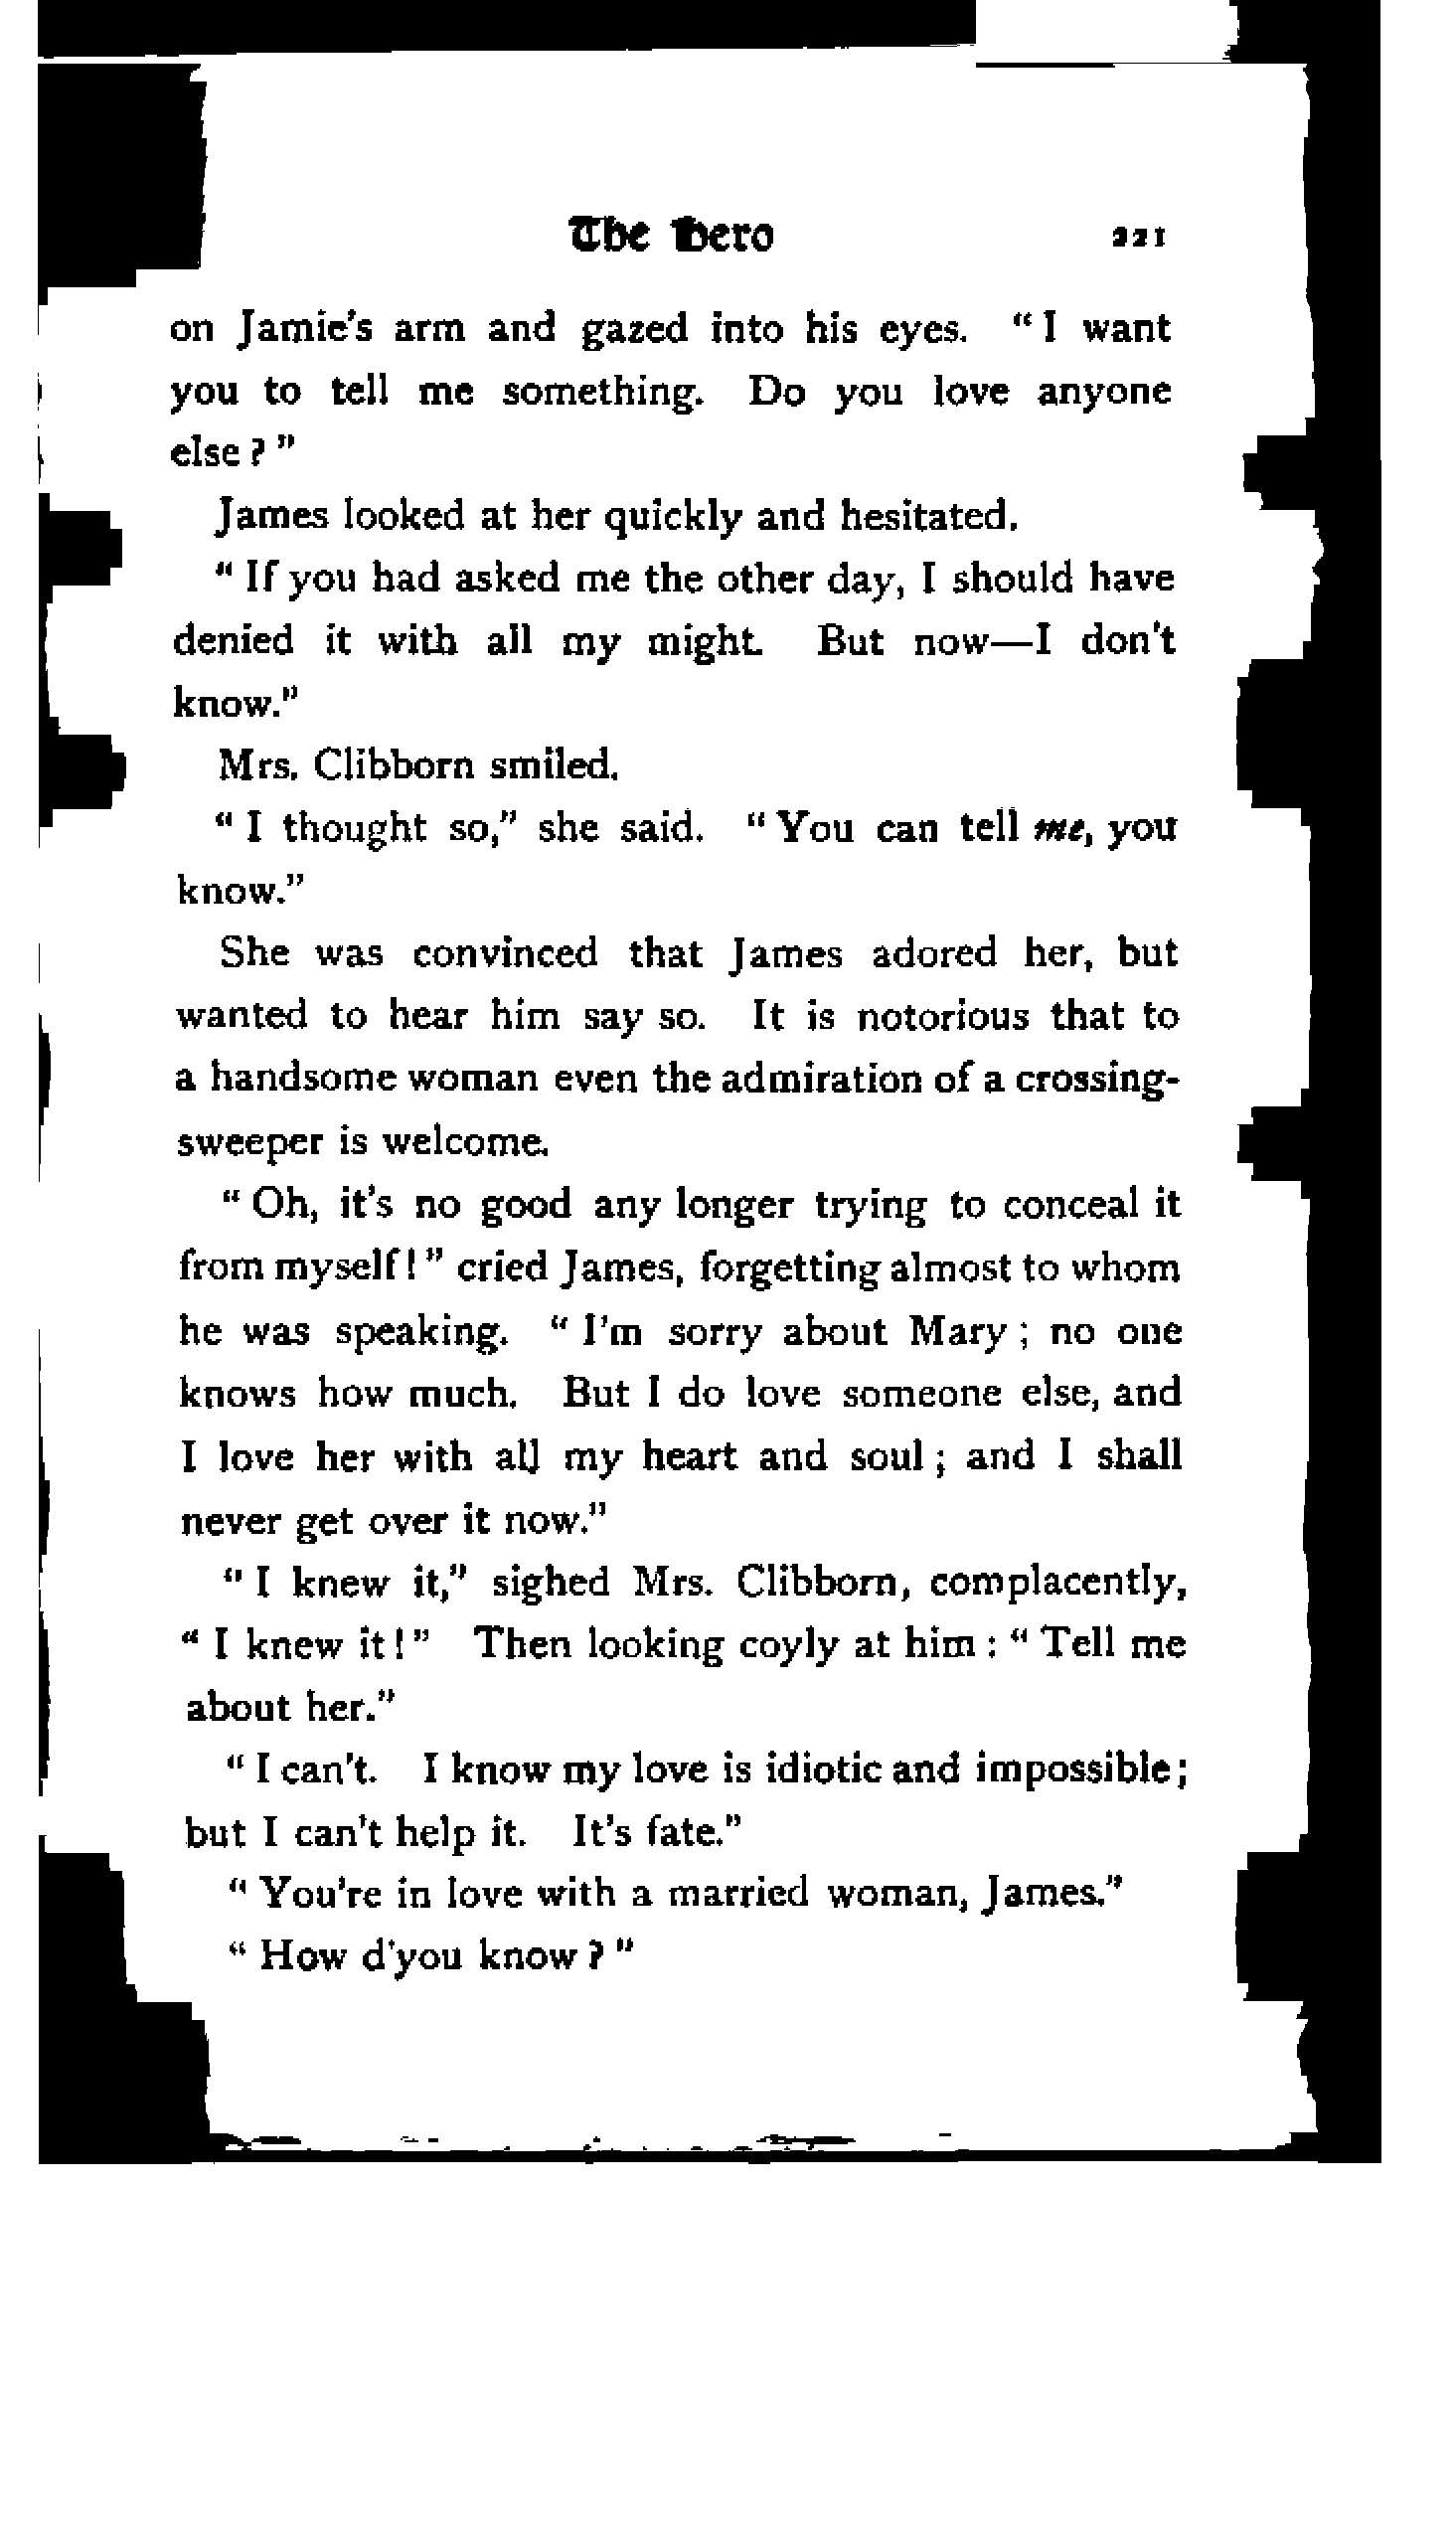 The Hero 221
on Jamie's arm and gazed into his eyes. "I want
you to tell me something. Do you love anyone
else?"
James looked at her quickly and hesitated.
"If you had asked me the other day, I should have
denied it with all my might. But now—I don't
know."
Mrs. Clibborn smiled.
"I thought so," she said. "You can tell me, you
know."
She was convinced that James adored her, but
wanted to hear him say so. It is notorious that to
a handsome woman even the admiration of a crossing-
sweeper is welcome.
"Oh, it's no good any longer trying to conceal it
from myself!" cried James, forgetting almost to whom
he was speaking. "I'm sorry about Mary; no one
knows how much. But I do love someone else, and
I love her with all my heart and soul; and I shall
never get over it now."
"I knew it," sighed Mrs. Clibborn, complacently,
"I knew it!" Then looking coyly at him: "Tell me
about her."
"I can't. I know my love is idiotic and impossible;
but I can't help it. It's fate."
"You're in love with a married woman, James."
"How d'you know?"